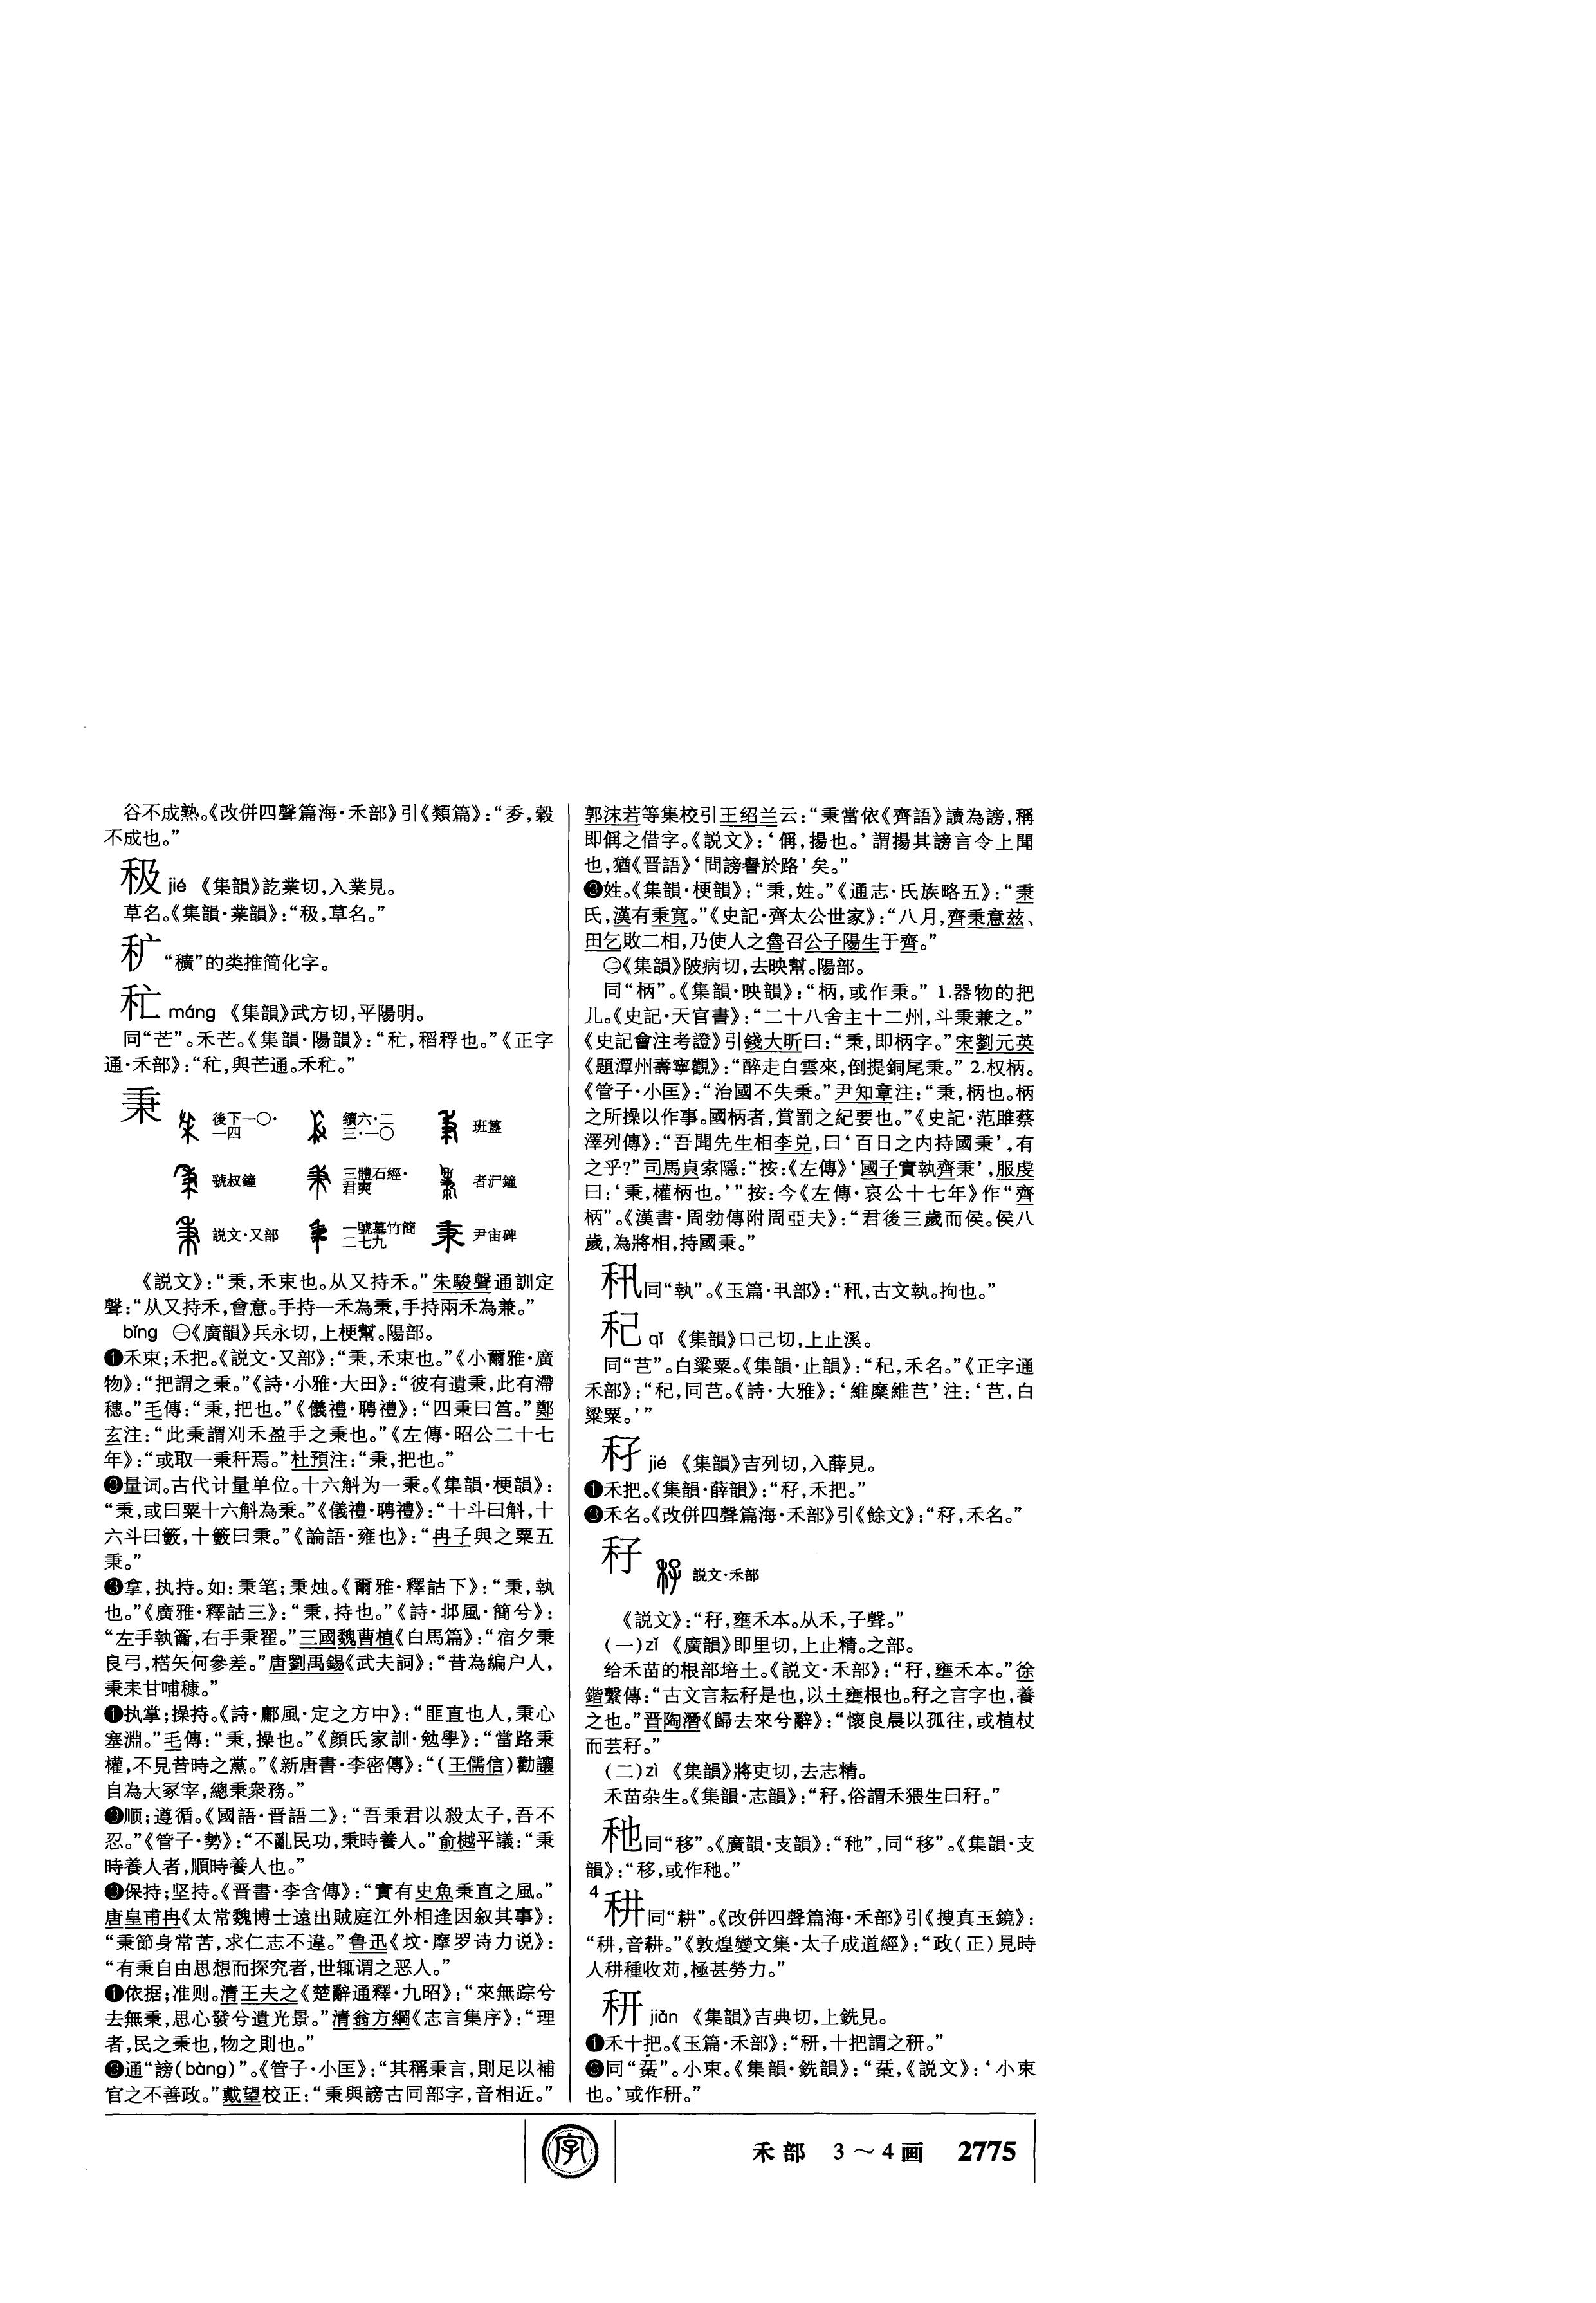 谷不成熟。《改併四聲篇海·禾部》引《類篇》：“𥝤，穀
不成也。”
䄫 jié 《集韻》訖業切，入業見。
草名。《集韻·業韻》：“䄫，草名。”
“穬”的类推简化字。
䄈 máng 《集韻》武方切，平陽明。
同“芒”。禾芒。《集韻·陽韻》：“䄈，稻稃也。”《正字
通·禾部》：“䄈，與芒通。禾䄈。”
秉
後下一〇·
一四
續六·二
三·一〇
班簋
虢叔鐘
三體石經·
君奭
者沪鐘
説文·又部
一號墓竹簡
二七九
尹宙碑
《説文》：“秉，禾束也。从又持禾。”朱駿聲通訓定
聲：“从又持禾，會意。手持一禾為秉，手持兩禾為兼。”
bǐng ㊀《廣韻》兵永切，上梗幫。陽部。
❶禾束；禾把。《説文·又部》：“秉，禾束也。”《小爾雅·廣
物》：“把謂之秉。”《詩·小雅·大田》：“彼有遺秉，此有滯
穗。”毛傳：“秉，把也。”《儀禮·聘禮》：“四秉曰筥。”鄭
玄注：“此秉謂刈禾盈手之秉也。”《左傳·昭公二十七
年》：“或取一秉秆焉。”杜預注：“秉，把也。”
❸量词。古代计量单位。十六斛为一秉。《集韻·梗韻》：
“秉，或曰粟十六斛為秉。”《儀禮·聘禮》：“十斗曰斛，十
六斗曰籔，十籔曰秉。”《論語·雍也》：“冉子與之粟五
秉。”
❸拿，执持。如：秉笔；秉烛。《爾雅·釋詁下》：“秉，執
也。”《廣雅·釋詁三》：“秉，持也。”《詩·邶風·簡兮》：
“左手執籥，右手秉翟。”三國魏曹植《白馬篇》：“宿夕秉
良弓，楛矢何參差。”唐劉禹錫《武夫詞》：“昔為編户人，
秉耒甘哺穅。”
❶执掌；操持。《詩·鄘風·定之方中》：“匪直也人，秉心
塞淵。”毛傳：“秉，操也。”《顔氏家訓·勉學》：“當路秉
權，不見昔時之黨。”《新唐書·李密傳》：“（王儒信）勸讓
自為大冢宰，總秉衆務。”
❸顺；遵循。《國語·晋語二》：“吾秉君以殺太子，吾不
忍。”《管子·勢》：“不亂民功，秉時養人。”俞樾平議：“秉
時養人者，順時養人也。”
❸保持；坚持。《晋書·李含傳》：“實有史魚秉直之風。”
唐皇甫冉《太常魏博士遠出賊庭江外相逢因叙其事》：
“秉節身常苦，求仁志不違。”鲁迅《坟·摩罗诗力说》：
“有秉自由思想而探究者，世辄谓之恶人。”
❶依据；准则。清王夫之《楚辭通釋·九昭》：“來無踪兮
去無秉，思心發兮遺光景。”清翁方綱《志言集序》：“理
者，民之秉也，物之則也。”
❸通“謗（bàng）”。《管子·小匡》：“其稱秉言，則足以補
官之不善政。”戴望校正：“秉與謗古同部字，音相近。”
郭沫若等集校引王绍兰云：“秉當依《齊語》讀為謗，稱
即偁之借字。《説文》：‘偁，揚也。’謂揚其謗言令上聞
也，猶《晋語》‘問謗譽於路’矣。”
❸姓。《集韻·梗韻》：“秉，姓。”《通志·氏族略五》：“秉
氏，漢有秉寬。”《史記·齊太公世家》：“八月，齊秉意兹、
田乞敗二相，乃使人之魯召公子陽生于齊。”
㊁《集韻》陂病切，去映幫。陽部。
同“柄”。《集韻·映韻》：“柄，或作秉。” 1.器物的把
儿。《史記·天官書》：“二十八舍主十二州，斗秉兼之。”
《史記會注考證》引錢大昕曰：“秉，即柄字。”宋劉元英
《題潭州壽寧觀》：“醉走白雲來，倒提銅尾秉。” 2.权柄。
《管子·小匡》：“治國不失秉。”尹知章注：“秉，柄也。柄
之所操以作事。國柄者，賞罰之紀要也。”《史記·范雎蔡
澤列傳》：“吾聞先生相李兑，曰‘百日之内持國秉’，有
之乎？”司馬貞索隱：“按：《左傳》‘國子實執齊秉’，服虔
曰：‘秉，權柄也。’”按：今《左傳·哀公十七年》作“齊
柄”。《漢書·周勃傳附周亞夫》：“君後三歲而侯。侯八
歲，為將相，持國秉。”
同“執”。《玉篇·丮部》：“𥝥，古文執。拘也。”
䄎 qǐ 《集韻》口己切，上止溪。
同“芑”。白粱粟。《集韻·止韻》：“䄎，禾名。”《正字通
禾部》：“䄎，同芑。《詩·大雅》：‘維穈維芑’注：‘芑，白
粱粟。’”
jié 《集韻》吉列切，入薛見。
❶禾把。《集韻·薛韻》：“秄，禾把。”
❸禾名。《改併四聲篇海·禾部》引《餘文》：“秄，禾名。”
秄
説文·禾部
《説文》：“秄，壅禾本。从禾，子聲。”
（一）zǐ 《廣韻》即里切，上止精。之部。
给禾苗的根部培土。《説文·禾部》：“秄，壅禾本。”徐
鍇繫傳：“古文言耘秄是也，以土壅根也。秄之言字也，養
之也。”晋陶潛《歸去來兮辭》：“懷良晨以孤往，或植杖
而芸秄。”
（二）zì 《集韻》將吏切，去志精。
禾苗杂生。《集韻·志韻》：“秄，俗謂禾猥生曰秄。”
䄬同“移”。《廣韻·支韻》：“䄬”，同“移”。《集韻·支
韻》：“移，或作䄬。”
4
秡同“耕”。《改併四聲篇海·禾部》引《搜真玉鏡》：
“𥞩，音耕。”《敦煌變文集·太子成道經》：“政（正）見時
人𥞩種收苅，極甚勞力。”
䄯 jiǎn 《集韻》吉典切，上銑見。
❶禾十把。《玉篇·禾部》：“䄯，十把謂之䄯。”
❸同“𣗥”。小束。《集韻·銑韻》：“𣗥，《説文》：‘小束
也。’或作䄯。”
字
禾部 3～4画 2775